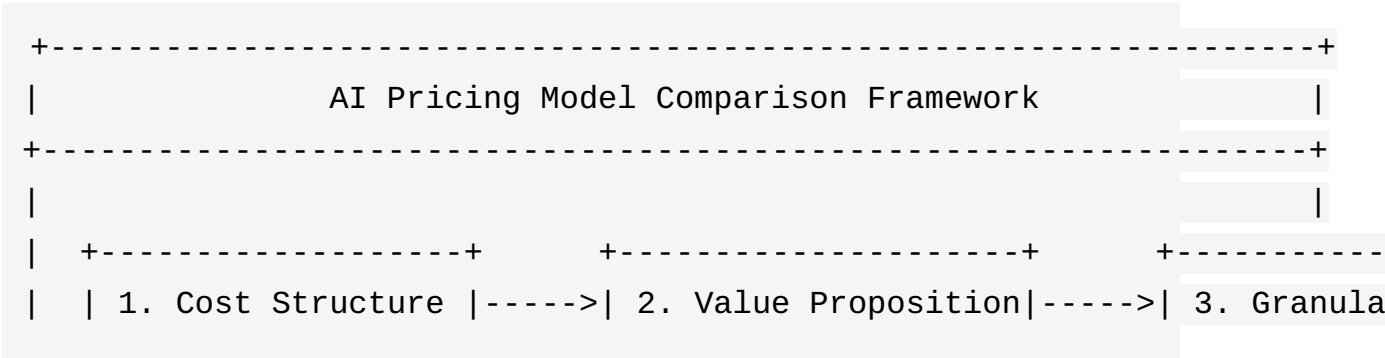 +------------------------------------------------------------------+
|               AI Pricing Model Comparison Framework              |
+------------------------------------------------------------------+
|                                                                  |
|  +-------------------+      +---------------------+      +-----------
|  | 1. Cost Structure |----->| 2. Value Proposition|----->| 3. Granula